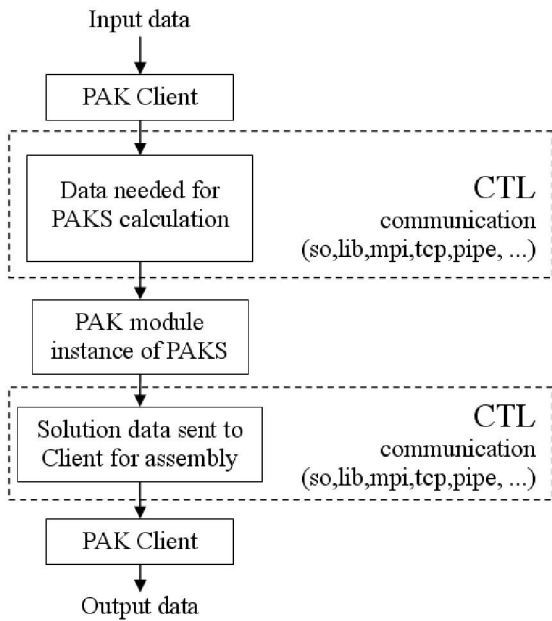 Input data
PAK Client
Data needed for
PAKS calculation
CTL
communication
(so,lib,mpi,tcp,pipe, ...)
PAK module
instance of PAKS
Solution data sent to
Client for assembly
CTL
communication
(so,lib,mpi,tcp,pipe, ...)
PAK Client
Output data